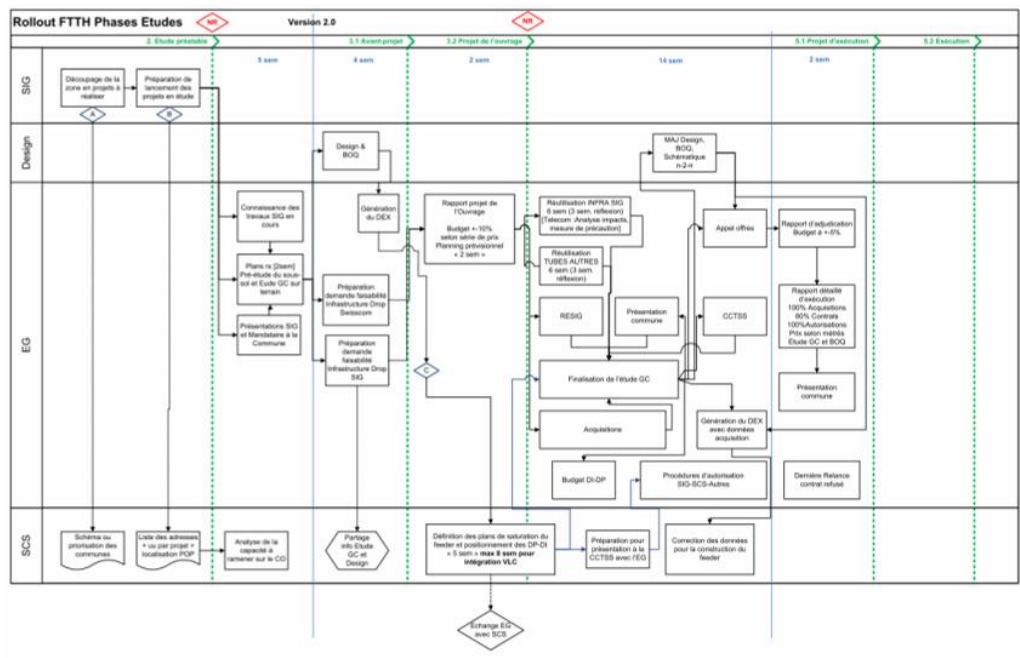 Rollout FTTH Phases Etudes
NR
Version 2.0
NR
2. Etude préalable
3.1 Avant-projet
3.2 Projet de l'ouvrage
5.1 Projet d'exécution
5.2 Exécution
5 sem
4 sem
2 sem
14 sem
2 sem
SIG
Découpage de la
zone en projets à
réaliser
Préparation de
lancement des
projets en étude
A
B
Design
Design &
BOQ
MAJ Design,
BOQ,
Schématique
n-2-n
EG
Connaissance des
travaux SIG en
cours
Génération
du DEX
Rapport projet de
l'Ouvrage
Budget +-10%
selon série de prix
Planning prévisionnel
« 2 sem »
Réutilisation INFRA SIG
6 sem (3 sem. réflexion)
[Telecom Analyse impacts,
mesure de précaution]
Appel offres
Rapport d'adjudication
Budget à +-5%
Plans rx [2sem]
Pré-étude du sous-
sol et Eude GC sur
terrain
Réutilisation
TUBES AUTRES
6 sem (3 sem.
réflexion)
Préparation
demande faisabilité
Infrastructure Drop
Swisscom
Rapport détaillé
d'exécution
100% Acquisitions
80% Contrats
100%Autorisations
Prix selon métrés
Etude GC et BOQ
Présentations SIG
et Mandataire à la
Commune
RESIG
Présentation
commune
CCTSS
Préparation
demande
faisabilité
Infrastructure Drop
SIG
C
Finalisation de l'étude GC
Présentation
commune
Acquisitions
Génération du DEX
avec données
acquisition
Budget DI-DP
Procédures d'autorisation
SIG-SCS-Autres
Dernière Relance
contrat refusé
SCS
Schéma ou
priorisation des
communes
Liste des adresses
+ uu par projet +
localisation POP
Analyse de la
capacité à
ramener sur le CO
Partage
info Etude
GC et
Design
Définition des plans de saturation du
feeder et positionnement des DP-DI
« 5 sem » max 8 sem pour
intégration VLC
Préparation pour
présentation à la
CCTSS avec l'EG
Correction des données
pour la construction du
feeder
Echange EG
avec SCS